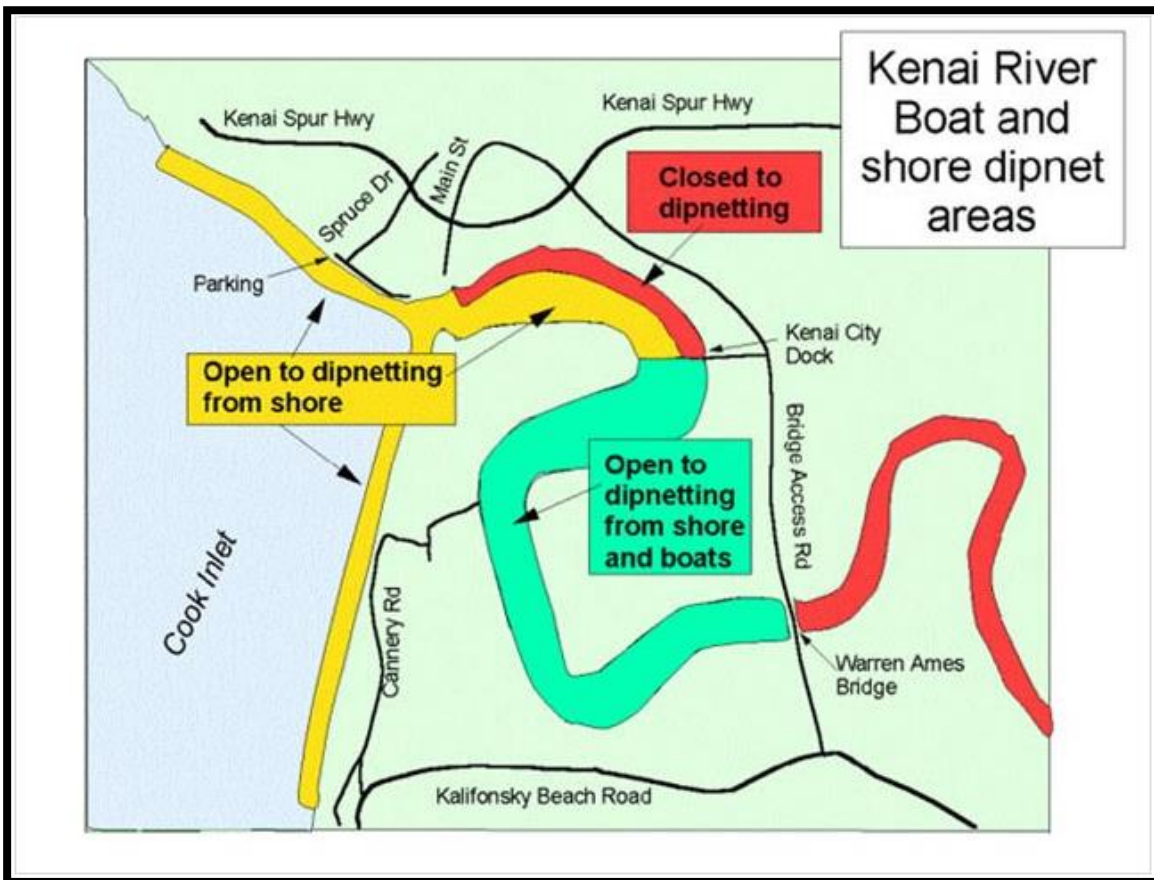 Kenai River
Boat and
shore dipnet
areas
Kenai Spur Hwy
Kenai Spur Hwy
Main St
Spruce Dr
Closed to
dipnetting
Parking
Kenai City
Dock
Open to dipnetting
from shore
Bridge Access Rd
Open to
dipnetting
from shore
and boats
Cook Inlet
Cannery Rd
Warren Ames
Bridge
Kalifonsky Beach Road